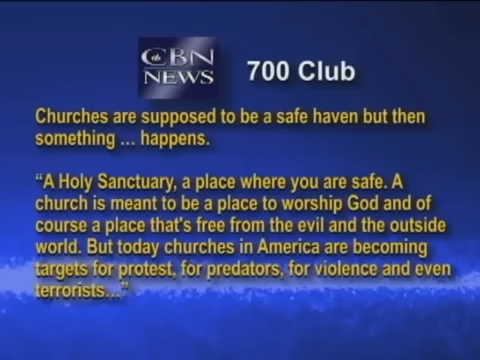 CBN
NEWS
700 Club
Churches are supposed to be a safe haven but then
something ... happens.
“A Holy Sanctuary, a place where you are safe. A
church is meant to be a place to worship God and of
course a place that's free from the evil and the outside
world. But today churches in America are becoming
targets for protest, for predators, for violence and even
terrorists...”